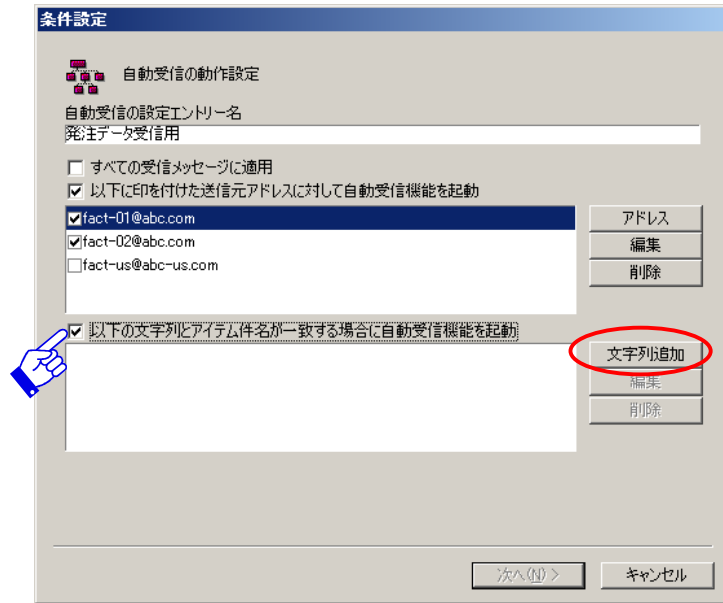 条件設定
自動受信の動作設定
自動受信の設定エントリー名
発注データ受信用
すべての受信メッセージに適用
以下に印を付けた送信元アドレスに対して自動受信機能を起動
fact-01@abc.com
fact-02@abc.com
fact-us@abc-us.com
アドレス
編集
削除
以下の文字列とアイテム件名が一致する場合に自動受信機能を起動
文字列追加
編集
削除
次へ(N) >
キャンセル